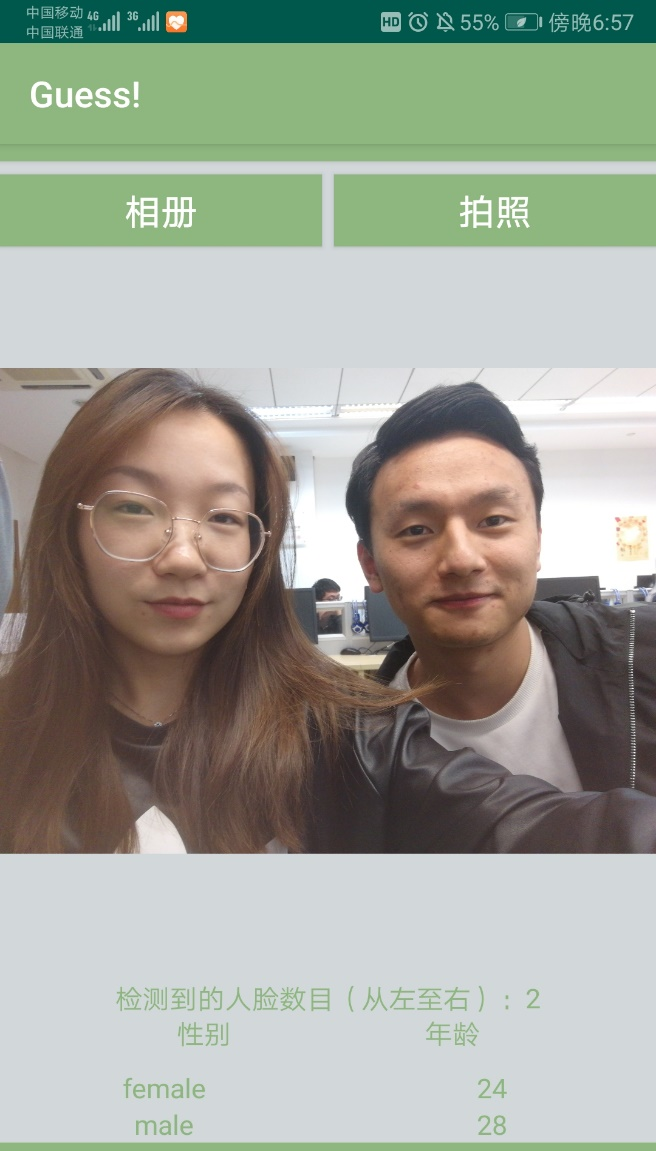 中国移动 4G 3G HD 55% 傍晚6:57
中国联通
Guess!
相册 拍照
检测到的人脸数目（从左至右）：2
性别 年龄
female 24
male 28